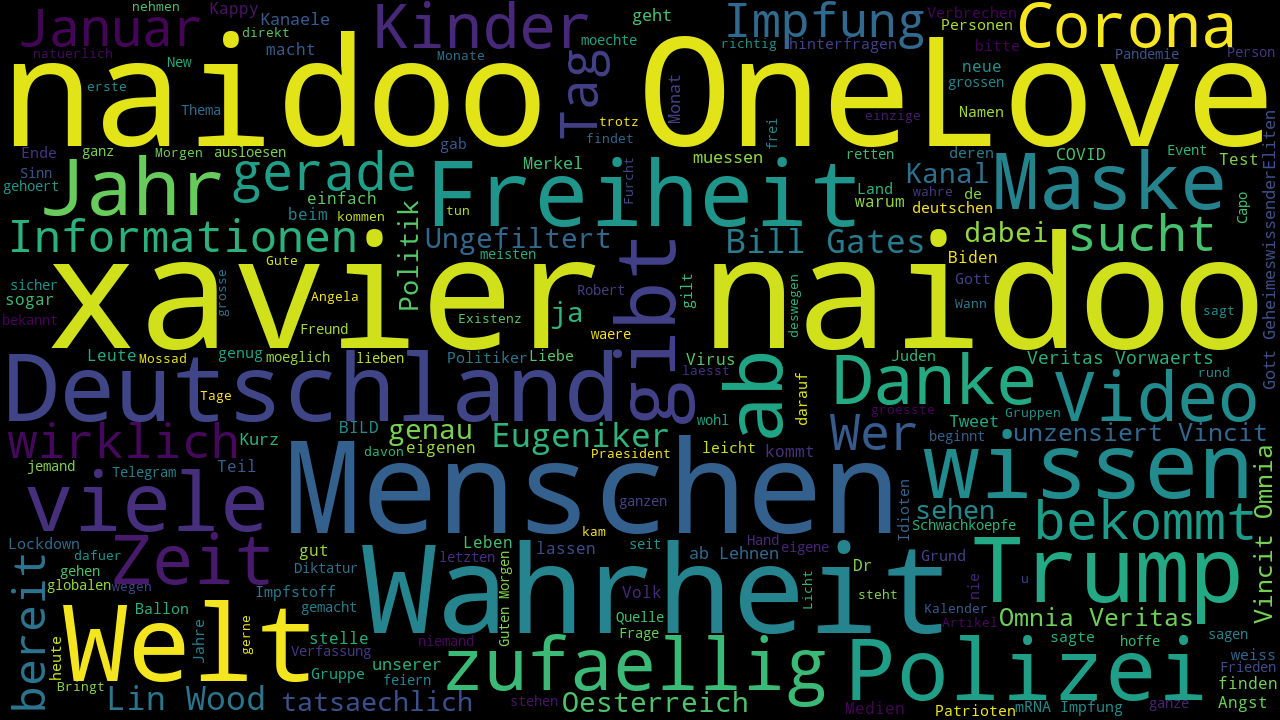 nehmen
Kappy
Januar
Kanaele
direkt
natuerlich
macht
Kinder
geht
moechte
Monate
Impfung
richtig
hinterfragen
Verbrechen
Personen
bitte
Corona
Pandemie
Person
naidoo
OneLove
New
erste
Thema
Tag
Monat
trotz
findet
frei
neue
grossen
Namen
einzige
Ende
ganz
Morgen
ausloesen
gab
Sinn
gehoert
Jahr
gerade
einfach
beim
kommen
Merkel
muessen
retten
deren
COVID
Event
Test
Eliten
Freiheit
Furcht
tun
Land
warum
Kanal
wahre
de
deutschen
Maske
Capo
Informationen
Politik
Ungefiltert
meisten
Bill Gates
dabei
sucht
Biden
Gott Geheimeswissender
xavier naidoo
Gute
sicher
sogar
bekannt
grosse
Angela
Freund
Existenz
ja
Robert
waere
gibt
gilt
deswegen
Gott
Wann
sagt
Leute
Mossad
genug
moeglich
lieben
Politiker
Liebe
Virus
laesst
Juden
Veritas Vorwaerts
rund
Deutschland
Tage
ab
darauf
Danke
Video
groesste
Tweet
Gruppen
wirklich
Kurz
BILD
genau
davon
eigenen
Eugeniker
Praesident
wohl
leicht
kommt
Wer
beginnt
unzensiert Vincit
jemand
Telegram
Teil
viele
Menschen
ganzen
kam
Idioten
wissen
sehen
Schwachkoepfe
bekommt
Vincit Omnia
Lockdown
dafuer
Zeit
gut
Diktatur
Leben
letzten
lassen
seit
ab Lehnen
Hand
eigene
Grund
gehen
globalen
wegen
bereit
Impfstoff
gemacht
Wahrheit
Guten Morgen
Volk
Quelle
Frage
Licht
Dr
steht
Kalender
Artikel
nie
u
Trump
Omnia Veritas
Welt
heute
Ballon
Jahre
gerne
stelle
Verfassung
niemand
Gruppe
unserer
feiern
zufaellig
Polizei
sagte
hoffe
sagen
weiss
Frieden
finden
Angst
Bringt
Lin Wood
tatsaechlich
stehen
Oesterreich
Medien
Patrioten
mRNA Impfung
ganze